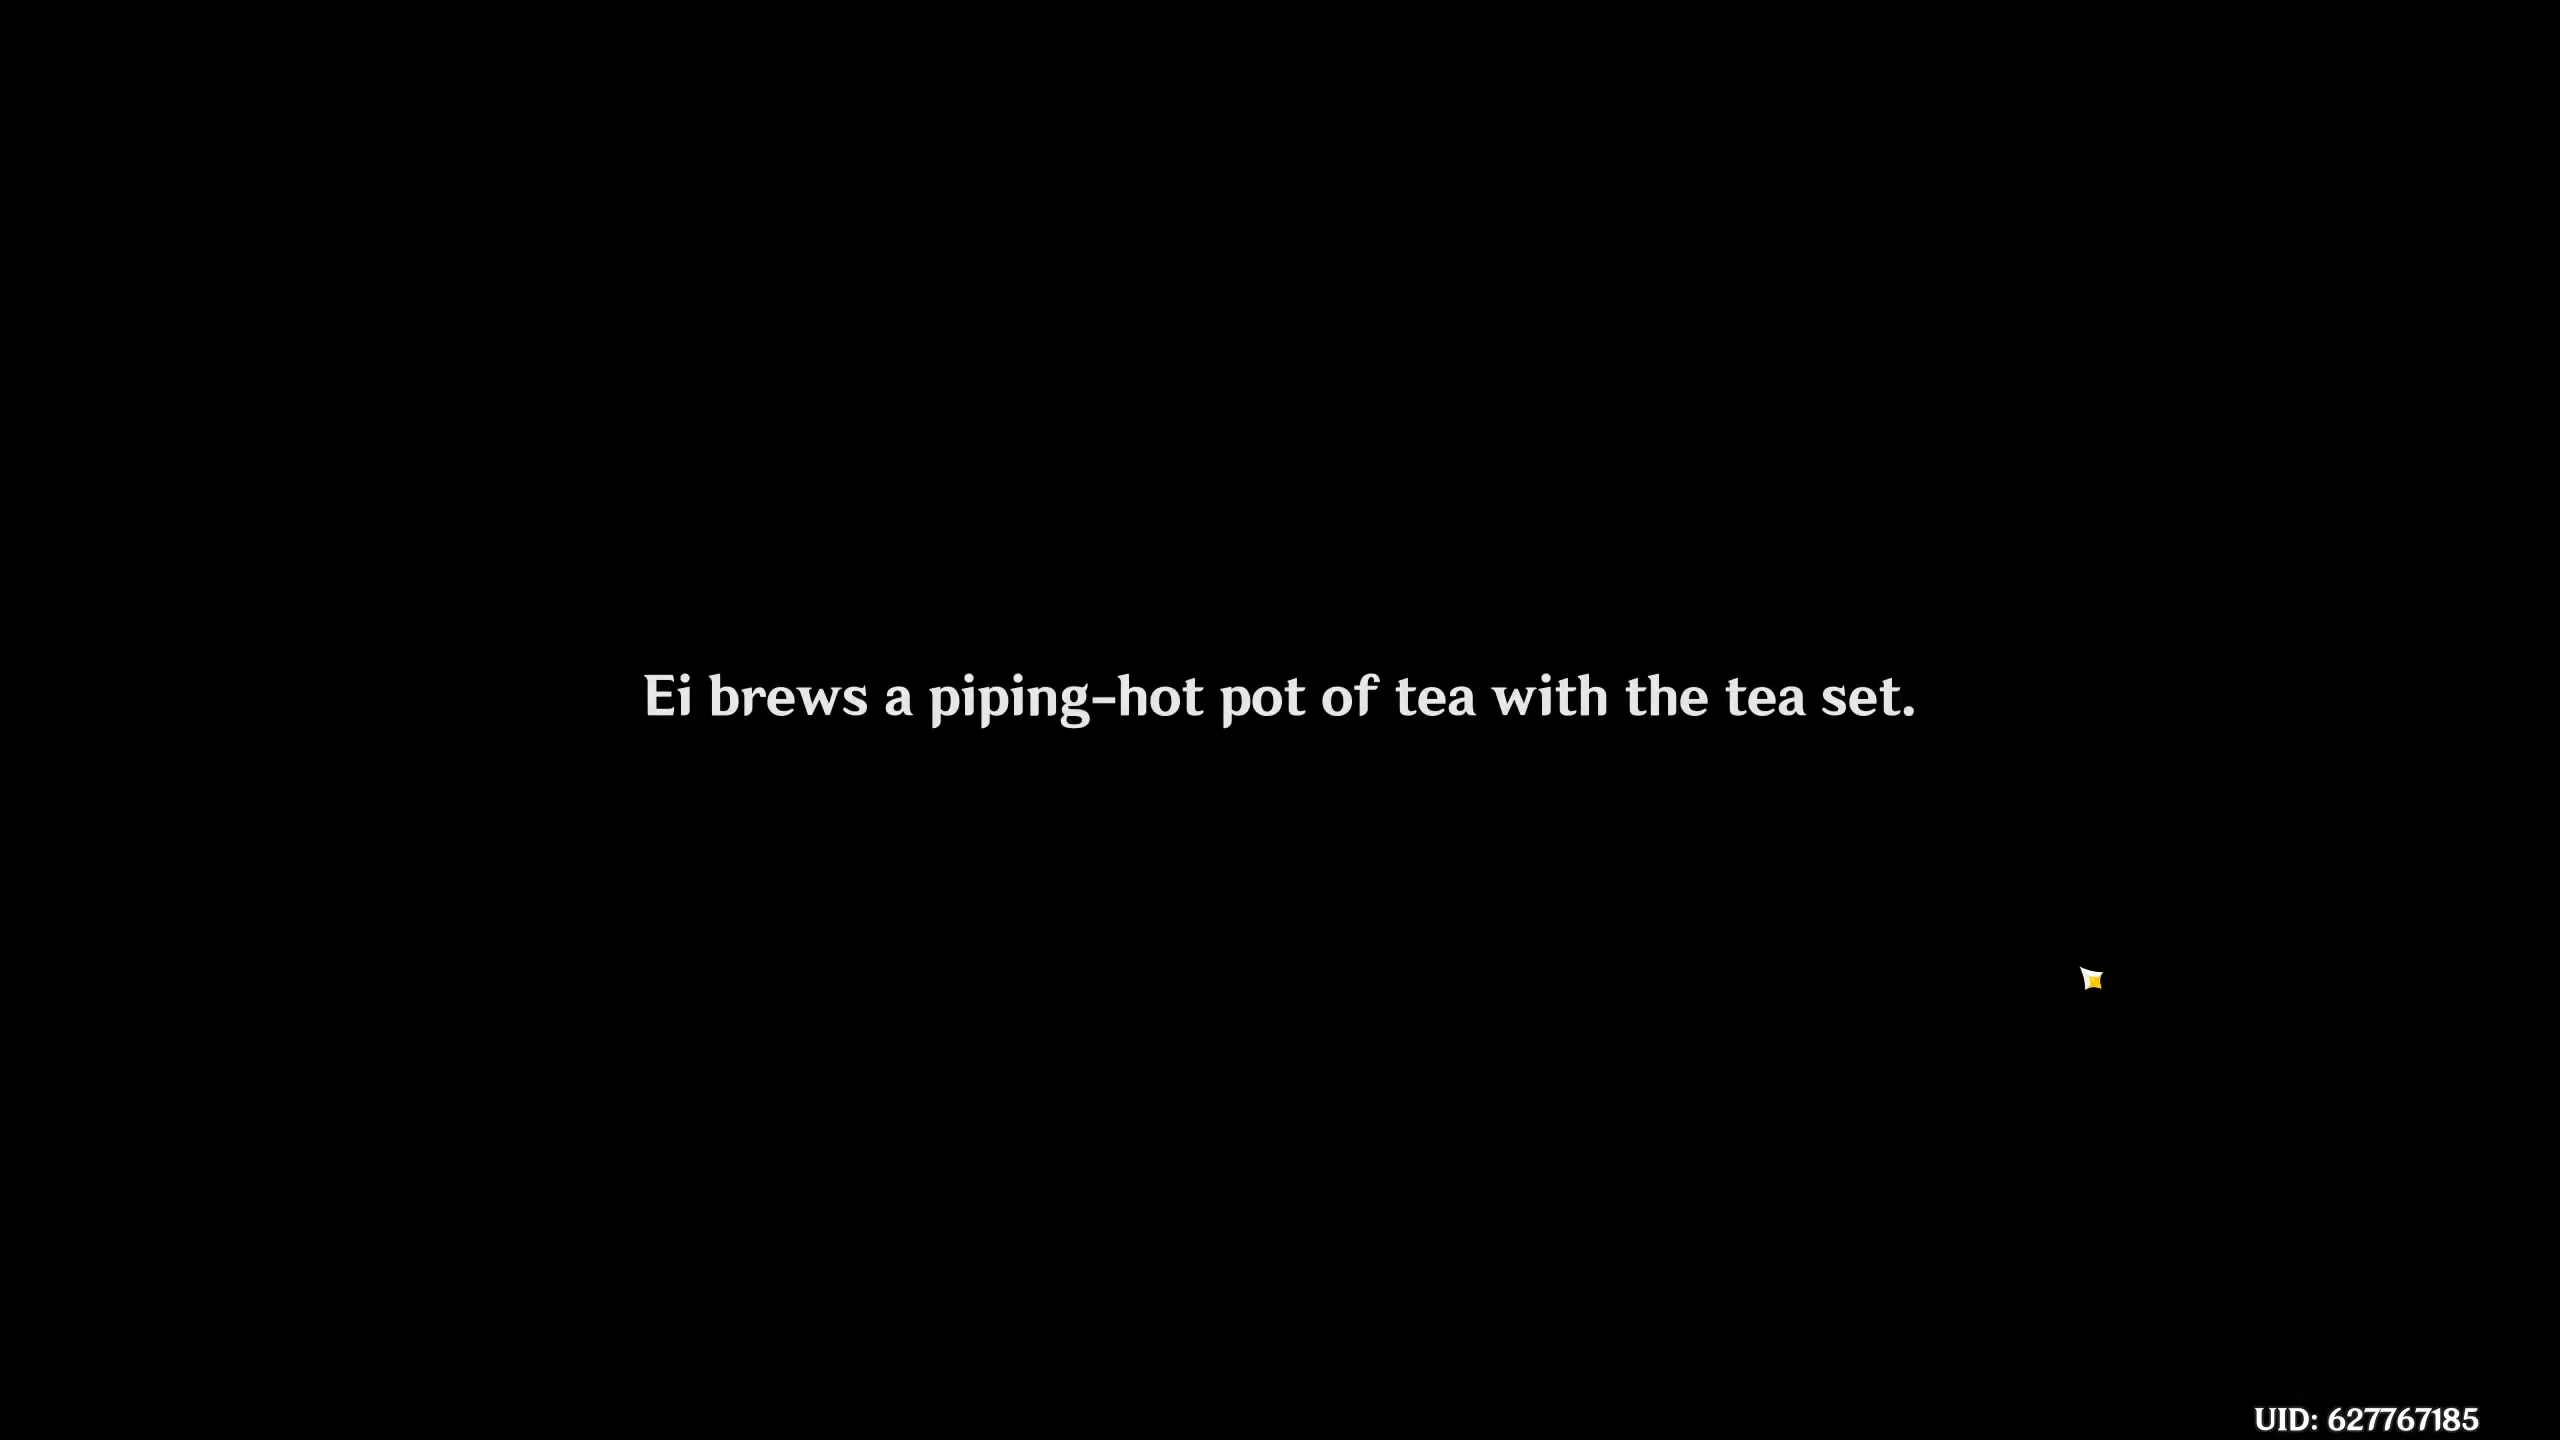 Ei brews a piping-hot pot of tea with the tea set.
UID: 627767185